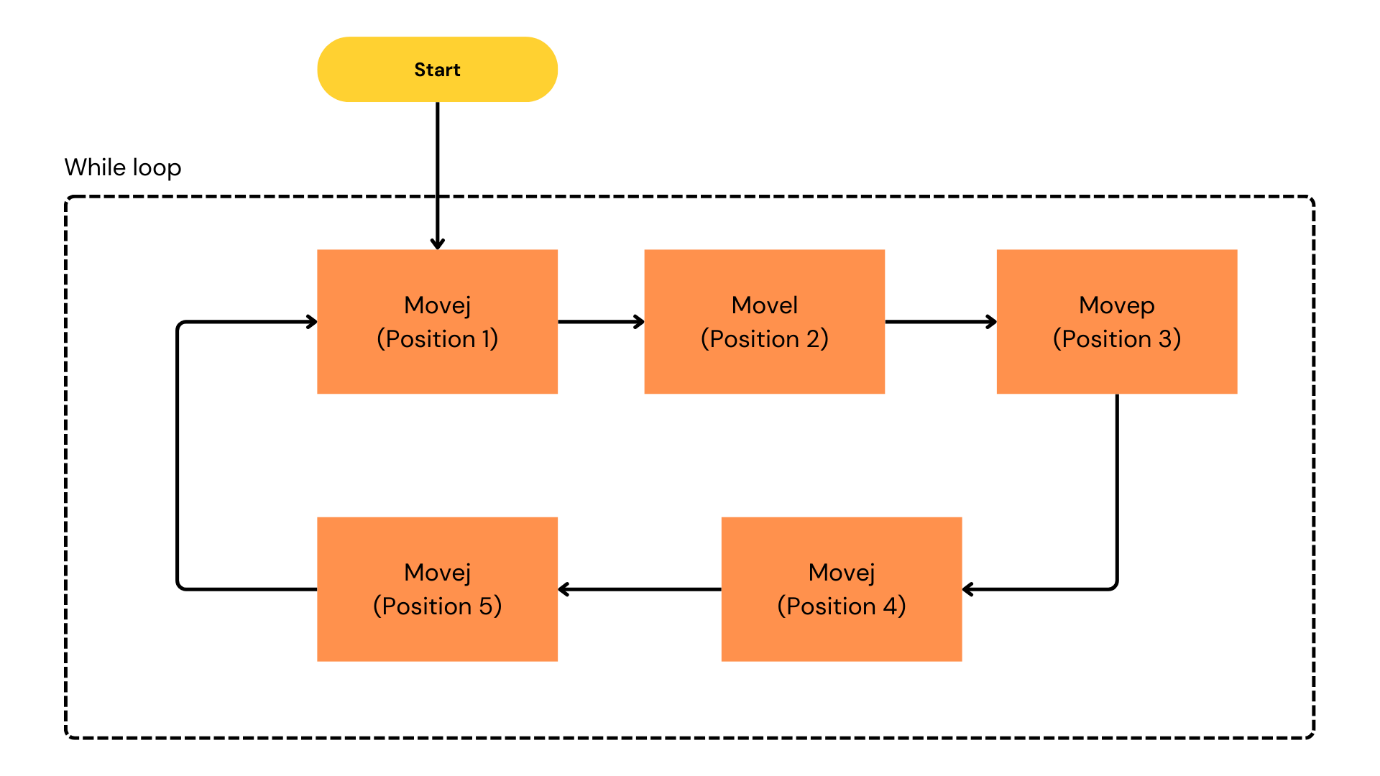 Start
While loop
Movej
(Position 1)
Movel
(Position 2)
Movep
(Position 3)
Movej
(Position 5)
Movej
(Position 4)